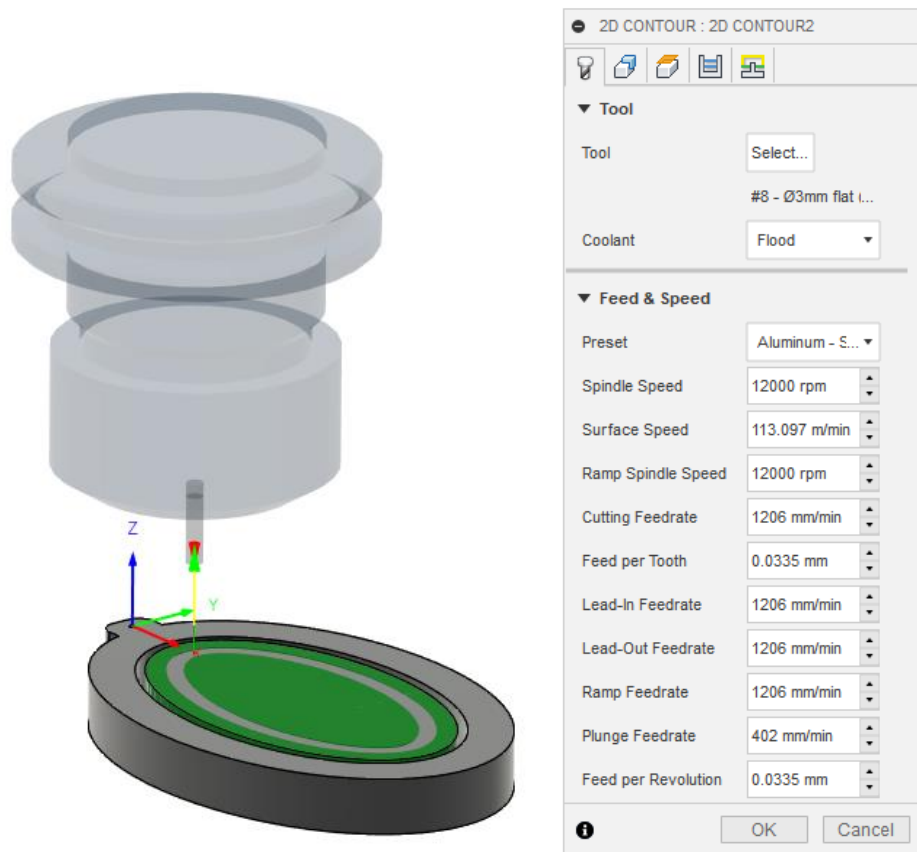 2D CONTOUR : 2D CONTOUR2
Tool
Tool Select...
#8 - Ø3mm flat (...
Coolant Flood
Feed & Speed
Preset Aluminum - S...
Spindle Speed 12000 rpm
Surface Speed 113.097 m/min
Ramp Spindle Speed 12000 rpm
Cutting Feedrate 1206 mm/min
Feed per Tooth 0.0335 mm
Lead-In Feedrate 1206 mm/min
Lead-Out Feedrate 1206 mm/min
Ramp Feedrate 1206 mm/min
Plunge Feedrate 402 mm/min
Feed per Revolution 0.0335 mm
OK Cancel
Z
Y